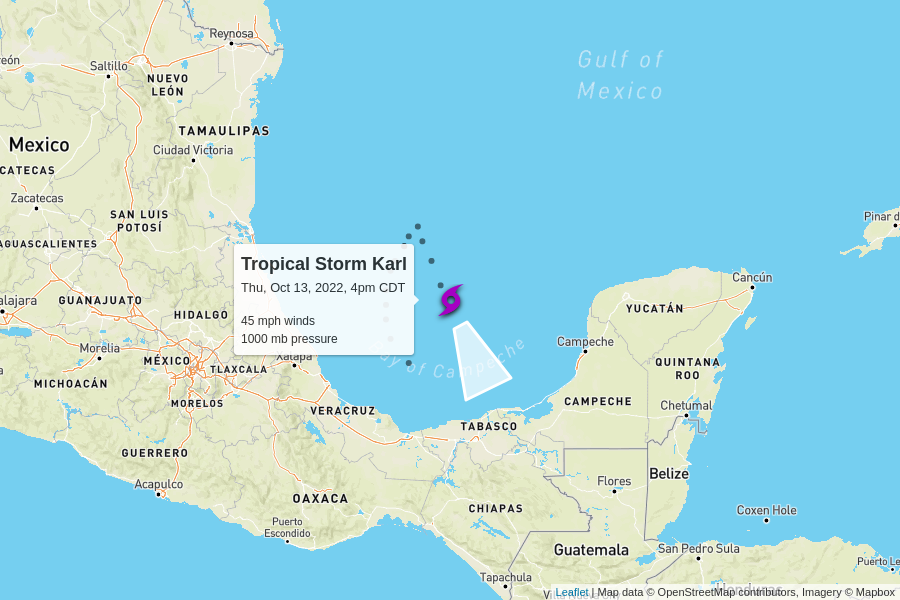 Reynosa
Gulf of
Mexico
Saltillo
NUEVO
LEÓN
TAMAULIPAS
Mexico
Ciudad Victoria
CATECAS
Zacatecas
SAN LUIS
POTOSÍ
Pinar d
AGUASCALIENTES
Tropical Storm Karl
Thu, Oct 13, 2022, 4pm CDT
45 mph winds
1000 mb pressure
Cancún
alajara
GUANAJUATO
YUCATÁN
HIDALGO
Morelia
Campeche
MÉXICO
Xalapa
TLAXCALA
y of Campeche
QUINTANA
ROO
MICHOACÁN
MORELOS
VERACRUZ
CAMPECHE
Chetumal
TABASCO
GUERRERO
Belize
Acapulco
Flores
OAXACA
CHIAPAS
Coxen Hole
Puerto
Escondido
Guatemala
San Pedro Sula
Puerto Le
Tapachula
Honduras
Leaflet | Map data © OpenStreetMap contributors, Imagery © Mapbox